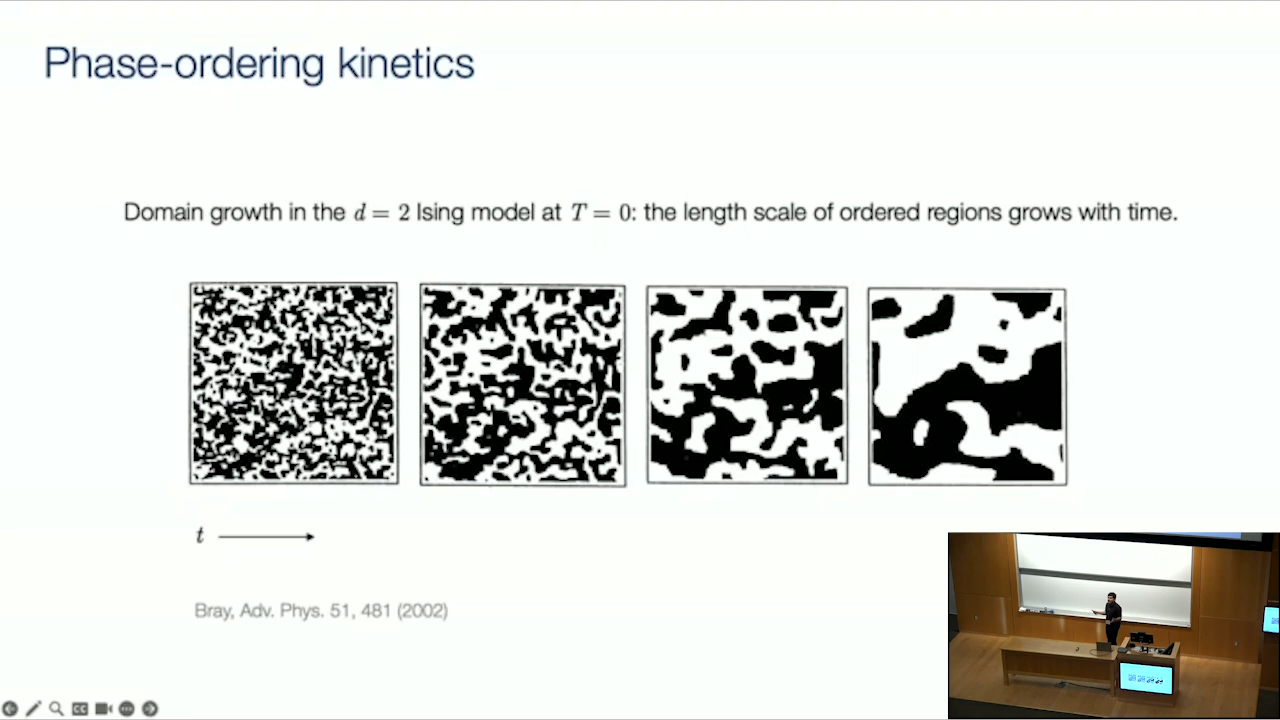 Phase-ordering kinetics
Domain growth in the d = 2 Ising model at T = 0: the length scale of ordered regions grows with time.
t
Bray, Adv. Phys. 51, 481 (2002)
CC